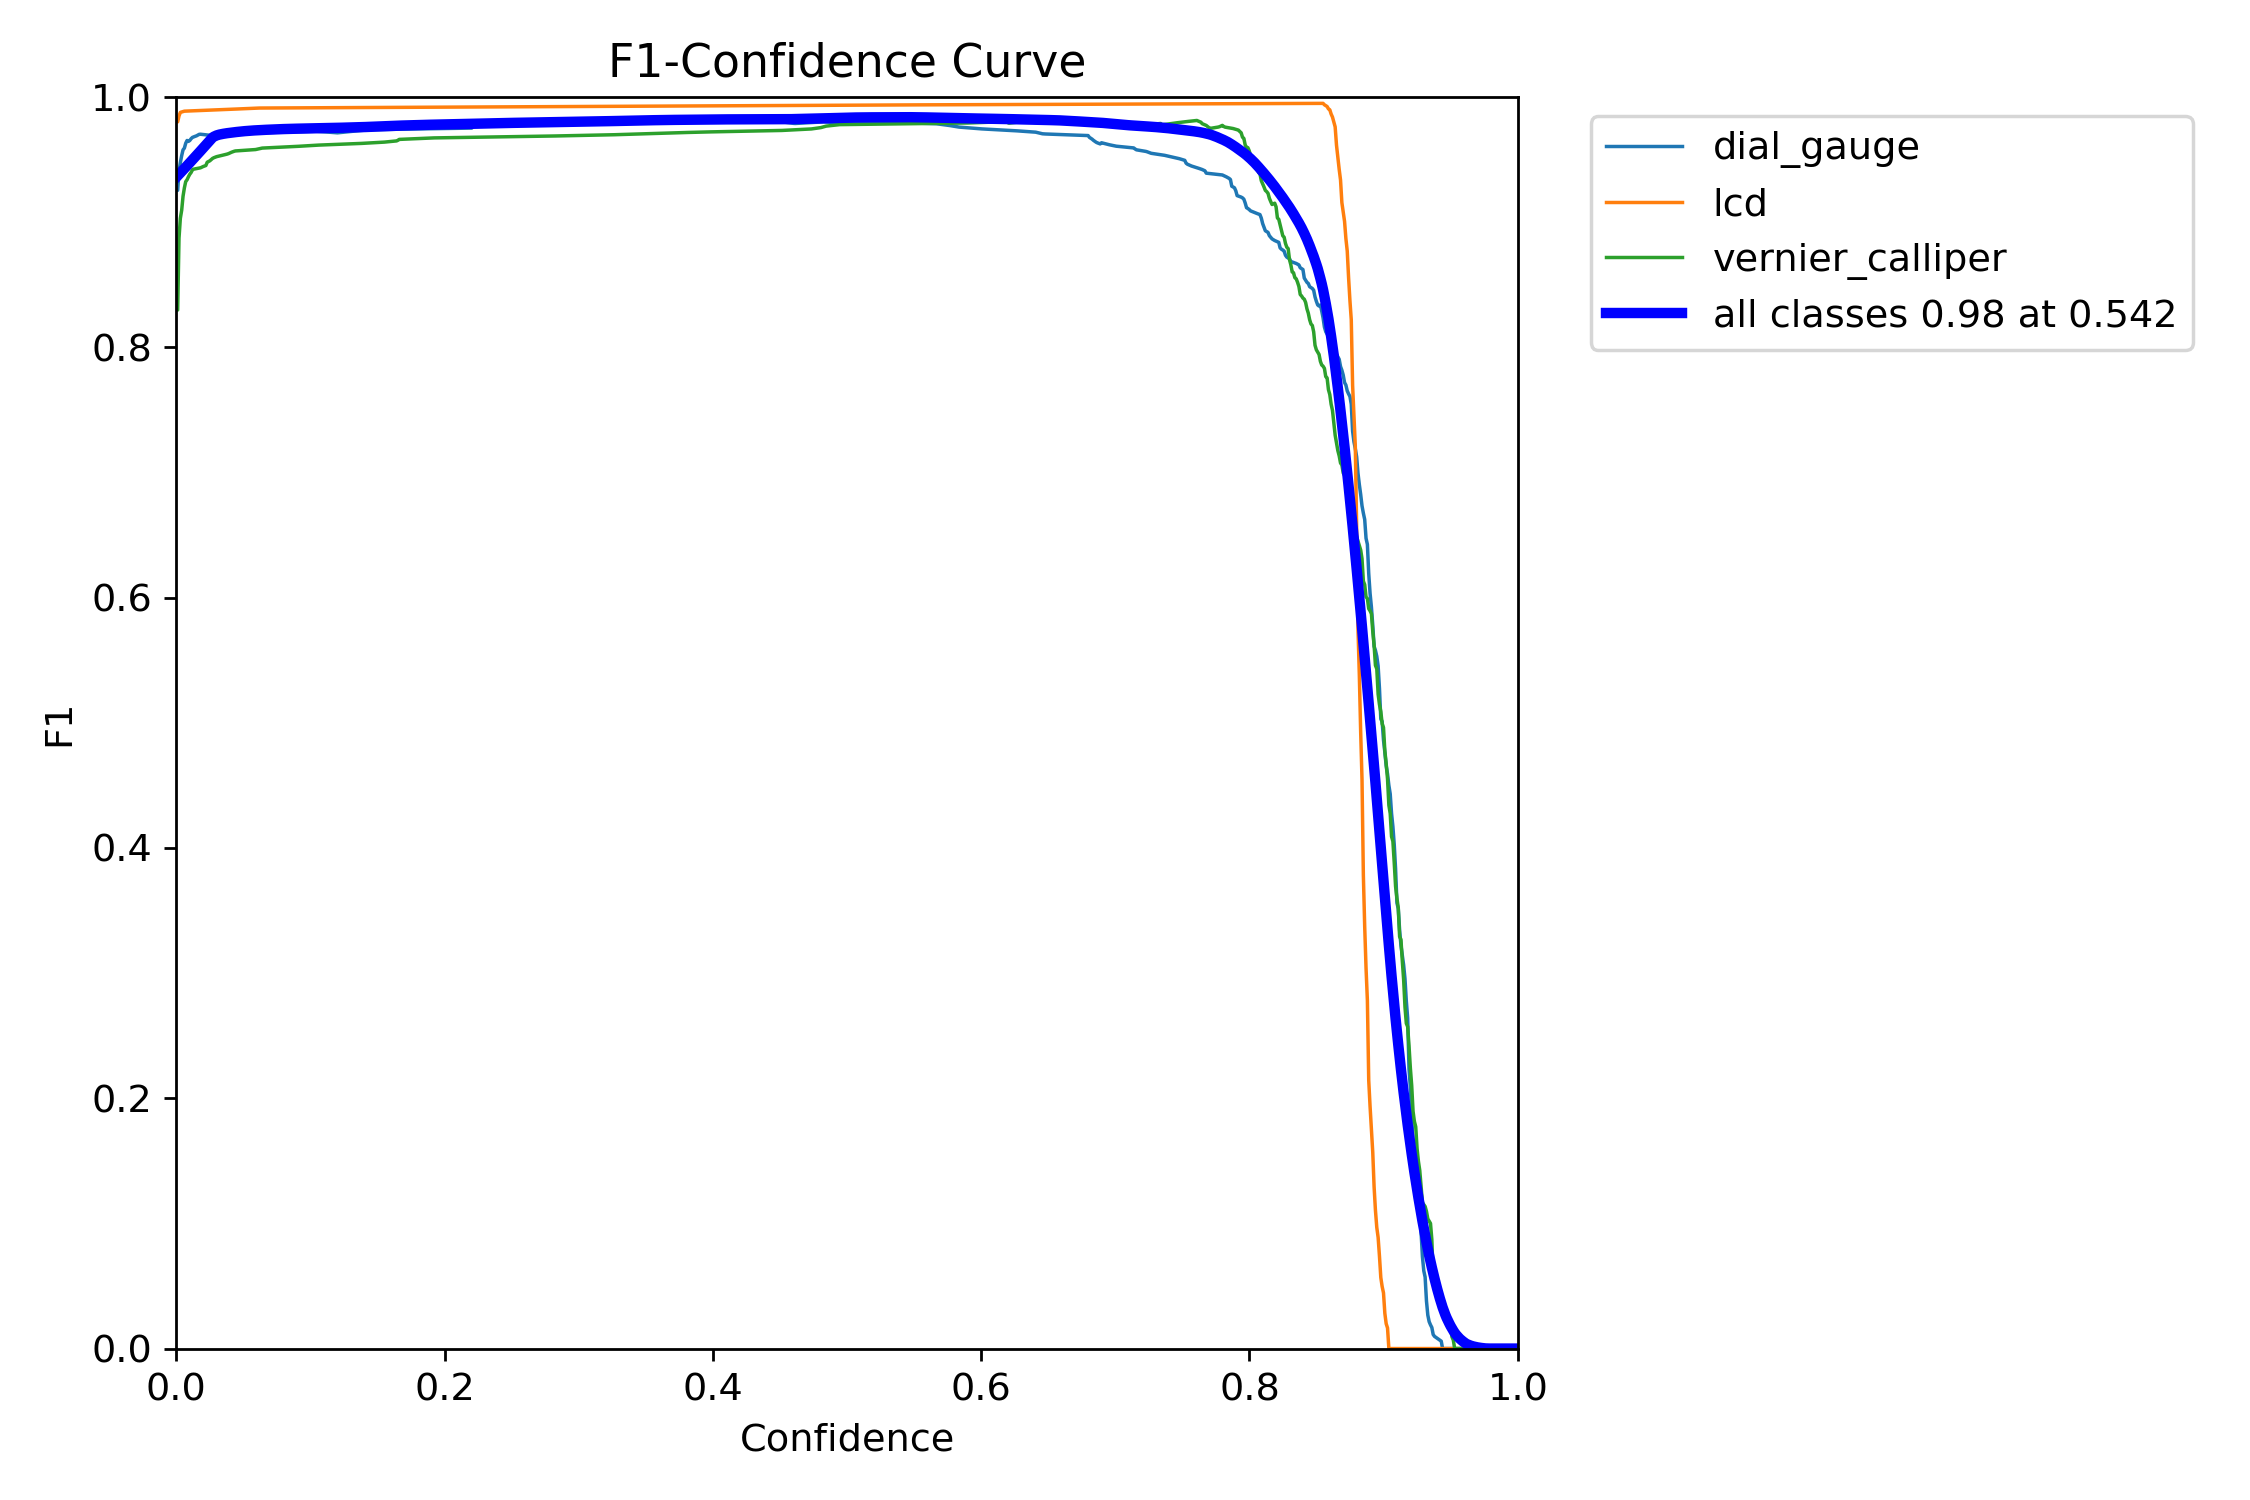 F1-Confidence Curve
1.0
0.8
0.6
0.4
0.2
0.0
F1
0.0 0.2 0.4 0.6 0.8 1.0
Confidence
dial_gauge
lcd
vernier_calliper
all classes 0.98 at 0.542